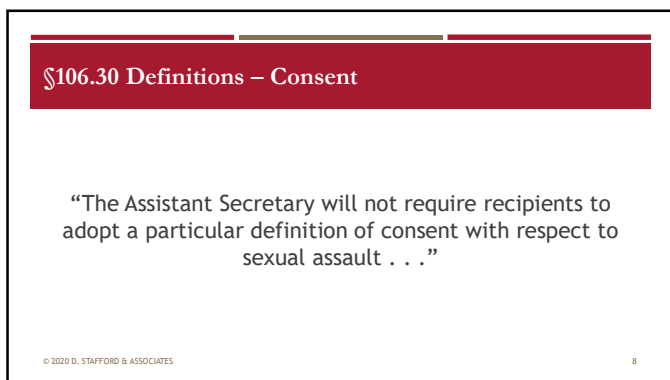 §106.30 Definitions – Consent
“The Assistant Secretary will not require recipients to
adopt a particular definition of consent with respect to
sexual assault . . .”
© 2020 D. STAFFORD & ASSOCIATES
8